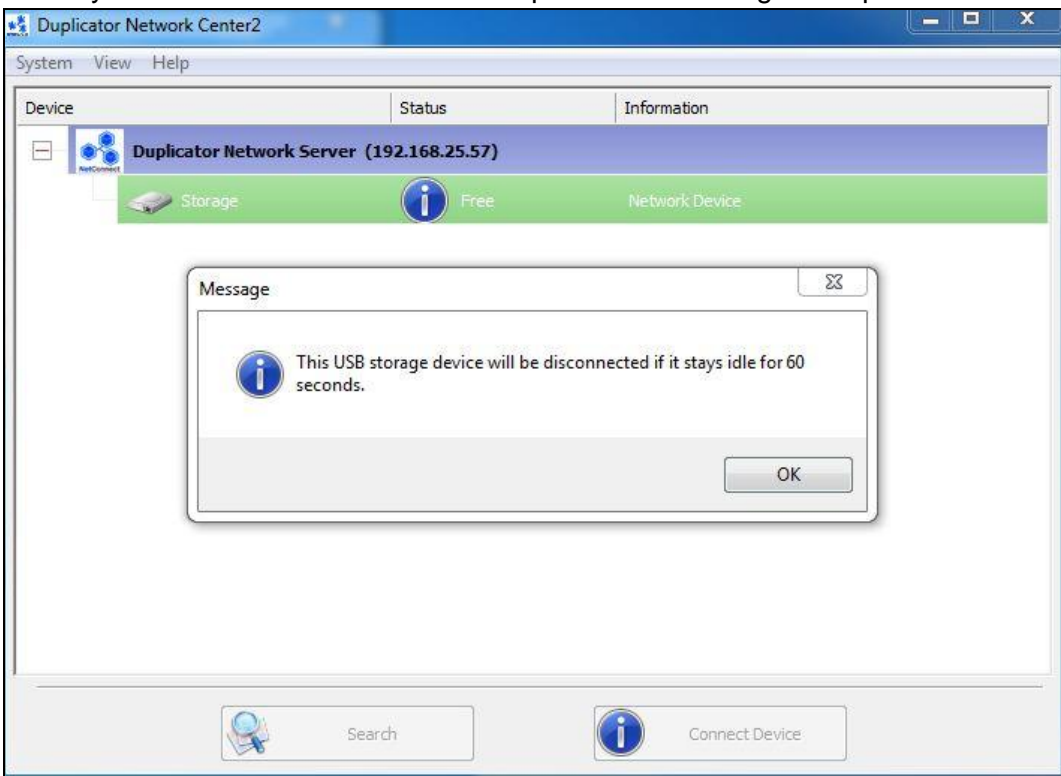 Duplicator Network Center2
System View Help
Device Status Information
NetConnect
Duplicator Network Server (192.168.25.57)
Storage Free Network Device
Message
This USB storage device will be disconnected if it stays idle for 60
seconds.
OK
Search Connect Device